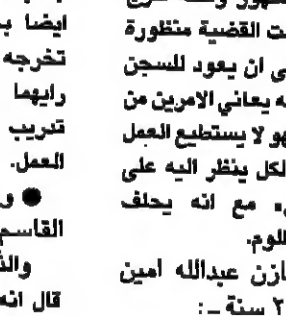 ت القضية منظورة
ى ان يعود للسجن
ه يعاني الامرين من
هو لا يستطيع العمل
لكل ينظر اليه على
مع انه يحلف
ظلوم.
ازن عبدالله امين
٢ سنة ـ:
ايضا ب
تخرجه
رايهما
تدريب
العمل.
● و
القاسم
والذ
قال انه